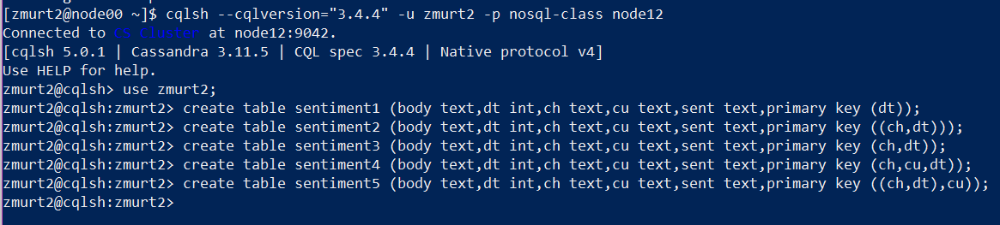 [zmurt2@node00 ~]$ cqlsh --cqlversion="3.4.4" -u zmurt2 -p nosql-class node12
Connected to CS Cluster at node12:9042.
[cqlsh 5.0.1 | Cassandra 3.11.5 | CQL spec 3.4.4 | Native protocol v4]
Use HELP for help.
zmurt2@cqlsh> use zmurt2;
zmurt2@cqlsh:zmurt2> create table sentiment1 (body text,dt int,ch text,cu text,sent text,primary key (dt));
zmurt2@cqlsh:zmurt2> create table sentiment2 (body text,dt int,ch text,cu text,sent text,primary key ((ch,dt)));
zmurt2@cqlsh:zmurt2> create table sentiment3 (body text,dt int,ch text,cu text,sent text,primary key (ch,dt));
zmurt2@cqlsh:zmurt2> create table sentiment4 (body text,dt int,ch text,cu text,sent text,primary key (ch,cu,dt));
zmurt2@cqlsh:zmurt2> create table sentiment5 (body text,dt int,ch text,cu text,sent text,primary key ((ch,dt),cu));
zmurt2@cqlsh:zmurt2>